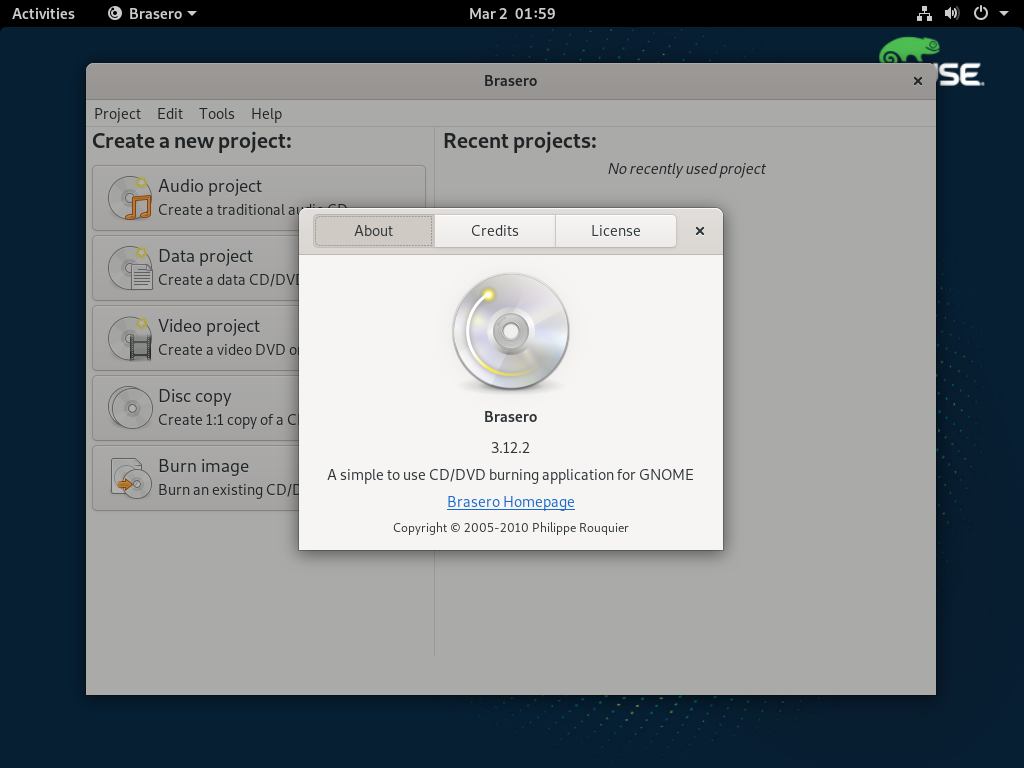 Activities
Brasero
Mar 2 01:59
SE.
Brasero
Project
Edit
Tools
Help
Create a new project:
Audio project
Create a traditional audio CD
Data project
Create a data CD/DVD
Video project
Create a video DVD
Disc copy
Create 1:1 copy of a
Burn image
Burn an existing
Recent projects:
No recently used project
About
Credits
License
Brasero
3.12.2
A simple to use CD/DVD burning application for GNOME
Brasero Homepage
Copyright © 2005-2010 Philippe Rouquier